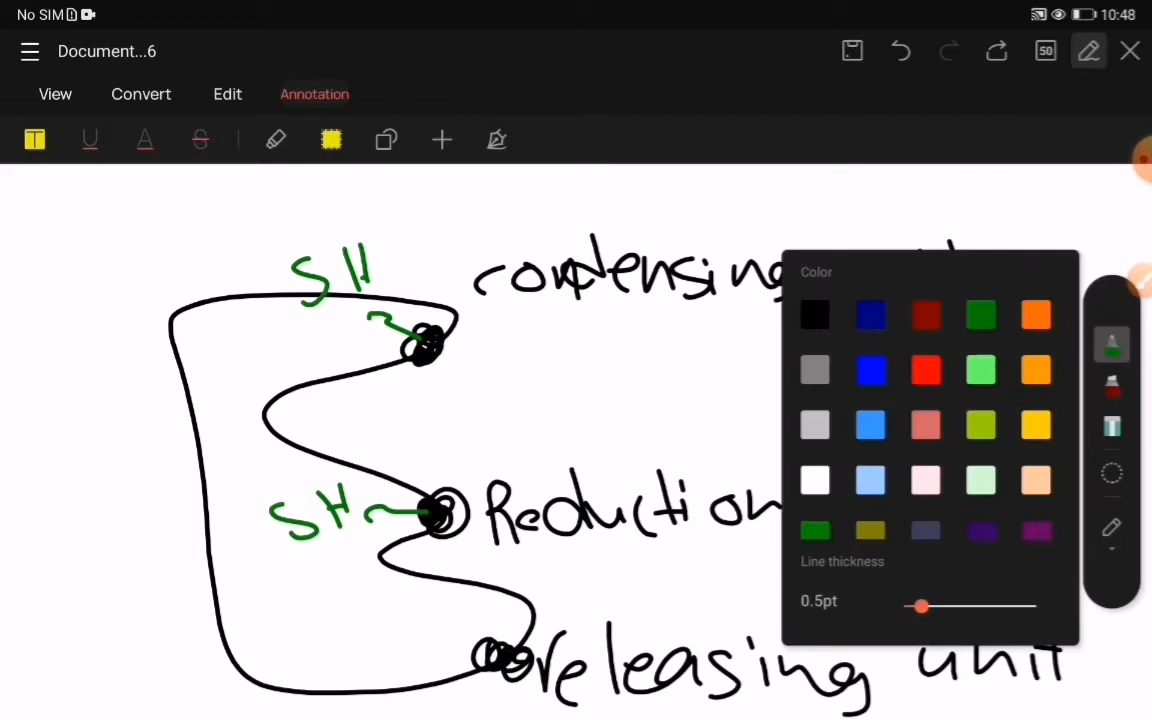 No SIM 10:48
Document...6 50
View Convert Edit Annotation
T U A S
SH condensing
Color
SH Reduction
Line thickness
0.5pt
releasing unit